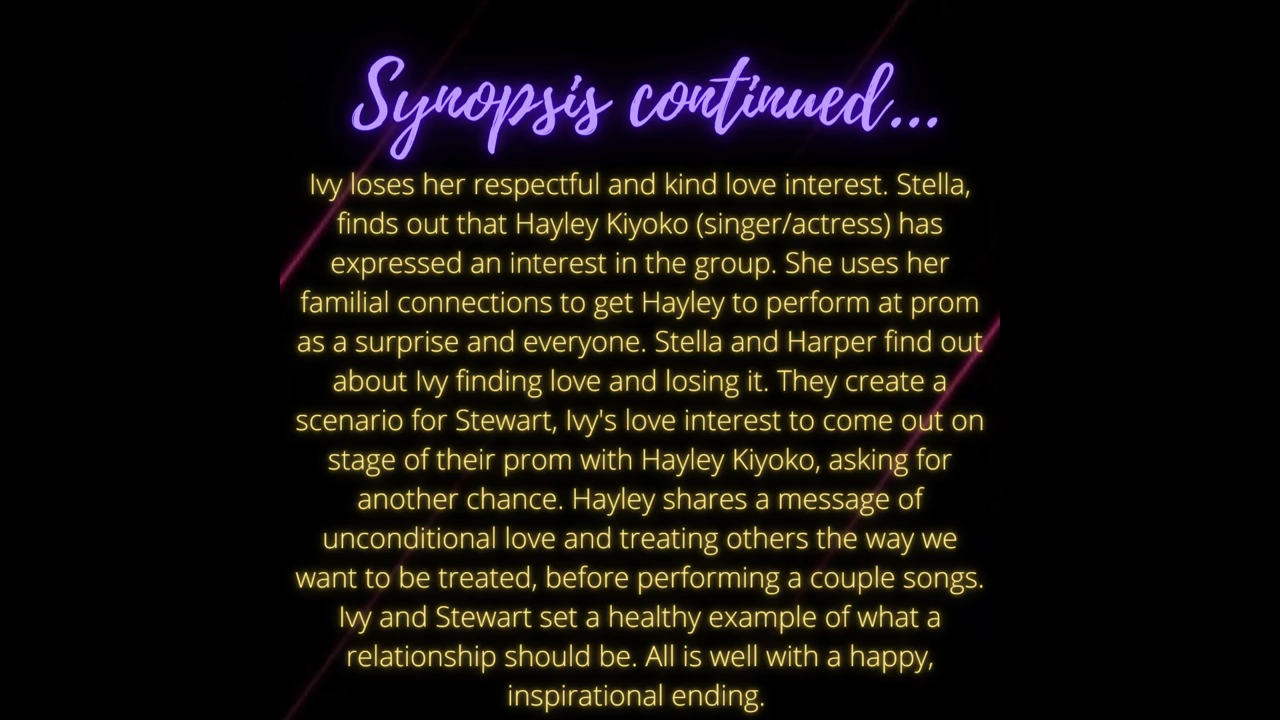 Synopsis continued...
Ivy loses her respectful and kind love interest. Stella,
finds out that Hayley Kiyoko (singer/actress) has
expressed an interest in the group. She uses her
familial connections to get Hayley to perform at prom
as a surprise and everyone. Stella and Harper find out
about Ivy finding love and losing it. They create a
scenario for Stewart, Ivy's love interest to come out on
stage of their prom with Hayley Kiyoko, asking for
another chance. Hayley shares a message of
unconditional love and treating others the way we
want to be treated, before performing a couple songs.
Ivy and Stewart set a healthy example of what a
relationship should be. All is well with a happy,
inspirational ending.